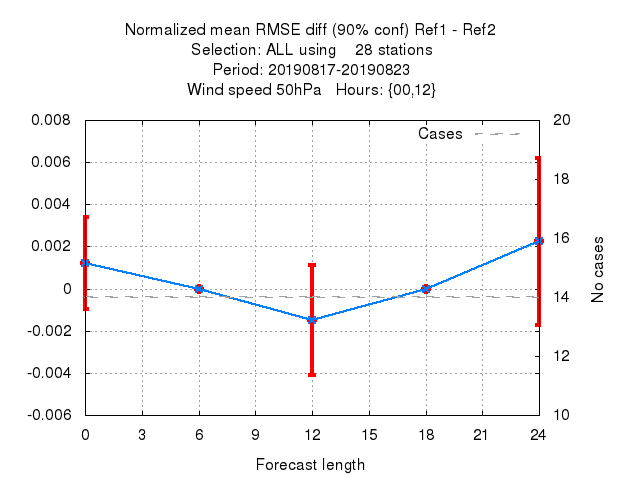 Normalized mean RMSE diff (90% conf) Ref1 - Ref2
Selection: ALL using    28 stations
Period: 20190817-20190823
Wind speed 50hPa   Hours: {00,12}
0.008
0.006
0.004
0.002
0
-0.002
-0.004
-0.006
Cases
20
18
16
14
12
10
No cases
0 3 6 9 12 15 18 21 24
Forecast length